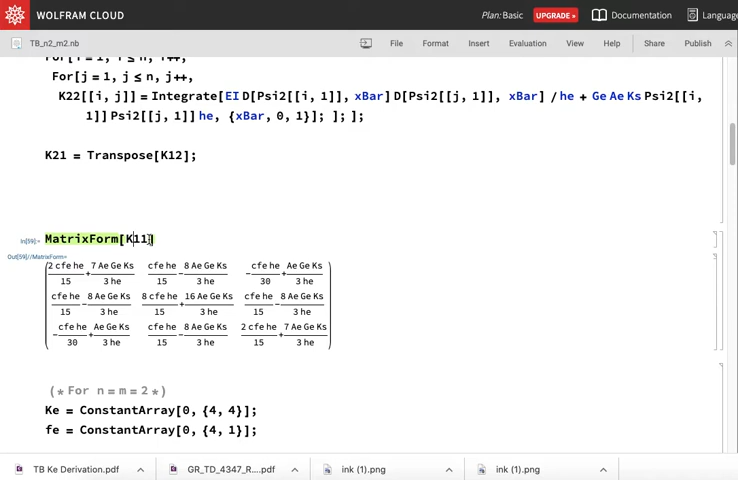 WOLFRAM CLOUD Plan: Basic UPGRADE Documentation Language
TB_n2_m2.nb File Format Insert Evaluation View Help Share Publish
For[j = 1, j ≤ n, j++,
K22[[i, j]] = Integrate[EI D[Psi2[[i, 1]], xBar] D[Psi2[[j, 1]], xBar] / he + Ge Ae Ks Psi2[[i,
1]] Psi2[[j, 1]] he, {xBar, 0, 1}]; ]; ];
K21 = Transpose[K12];
In[59]:= MatrixForm[K11]
Out[59]//MatrixForm=
2 cfe he 7 Ae Ge Ks cfe he 8 Ae Ge Ks cfe he Ae Ge Ks
15 + 3 he 15 - 3 he - 30 + 3 he
cfe he 8 Ae Ge Ks 8 cfe he 16 Ae Ge Ks cfe he 8 Ae Ge Ks
15 - 3 he 15 + 3 he 15 - 3 he
cfe he Ae Ge Ks cfe he 8 Ae Ge Ks 2 cfe he 7 Ae Ge Ks
- 30 + 3 he 15 - 3 he 15 + 3 he
(* For n = m = 2 *)
Ke = ConstantArray[0, {4, 4}];
fe = ConstantArray[0, {4, 1}];
TB Ke Derivation.pdf GR_TD_4347_R....pdf ink (1).png ink (1).png